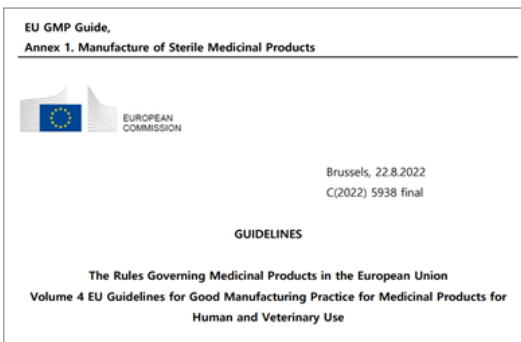 EU GMP Guide,
Annex 1. Manufacture of Sterile Medicinal Products
EUROPEAN
COMMISSION
Brussels, 22.8.2022
C(2022) 5938 final
GUIDELINES
The Rules Governing Medicinal Products in the European Union
Volume 4 EU Guidelines for Good Manufacturing Practice for Medicinal Products for
Human and Veterinary Use